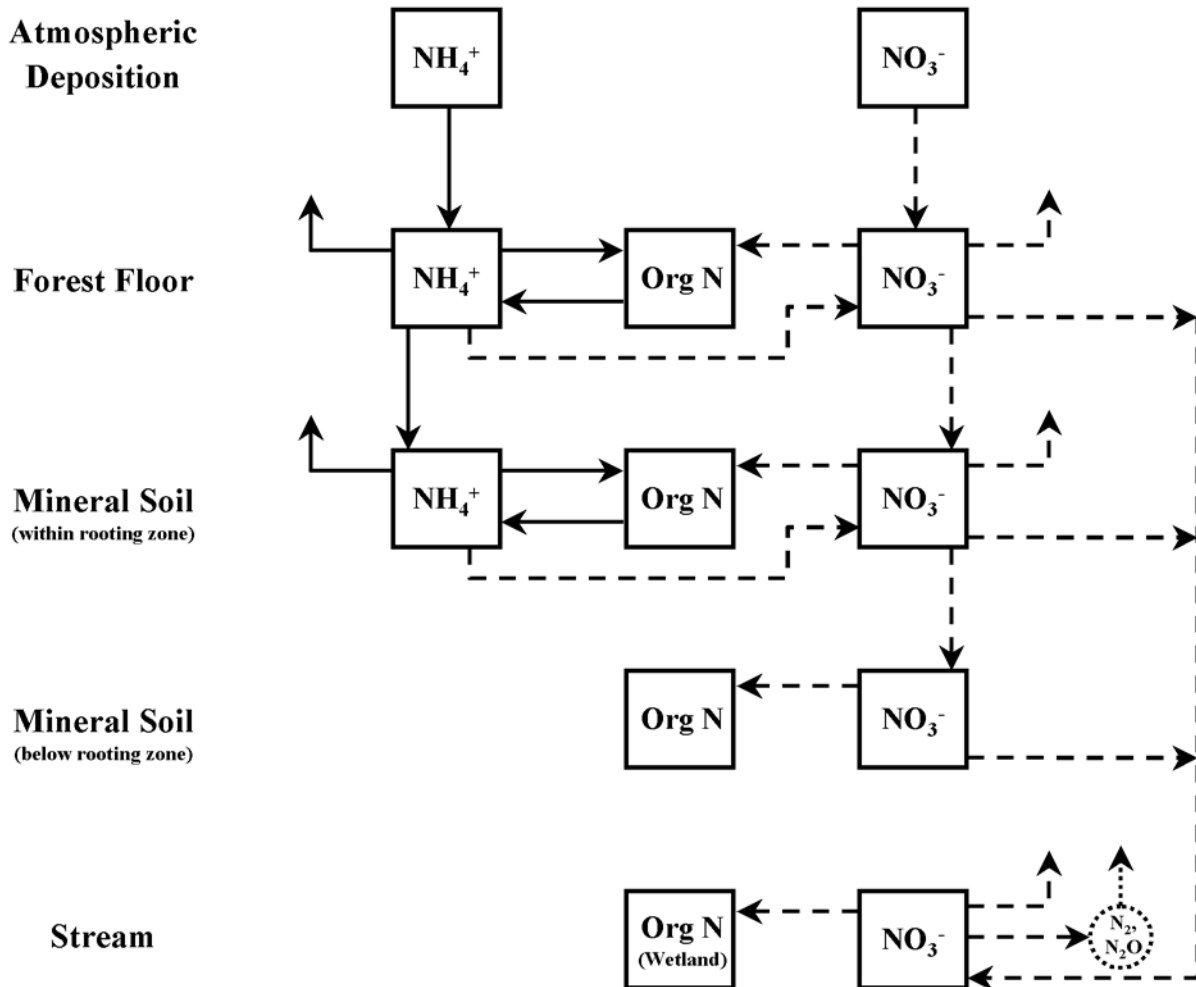 Atmospheric
Deposition
NH₄⁺
NO₃⁻
Forest Floor
NH₄⁺
Org N
NO₃⁻
Mineral Soil
(within rooting zone)
NH₄⁺
Org N
NO₃⁻
Mineral Soil
(below rooting zone)
Org N
NO₃⁻
Stream
Org N
(Wetland)
NO₃⁻
N₂,
N₂O